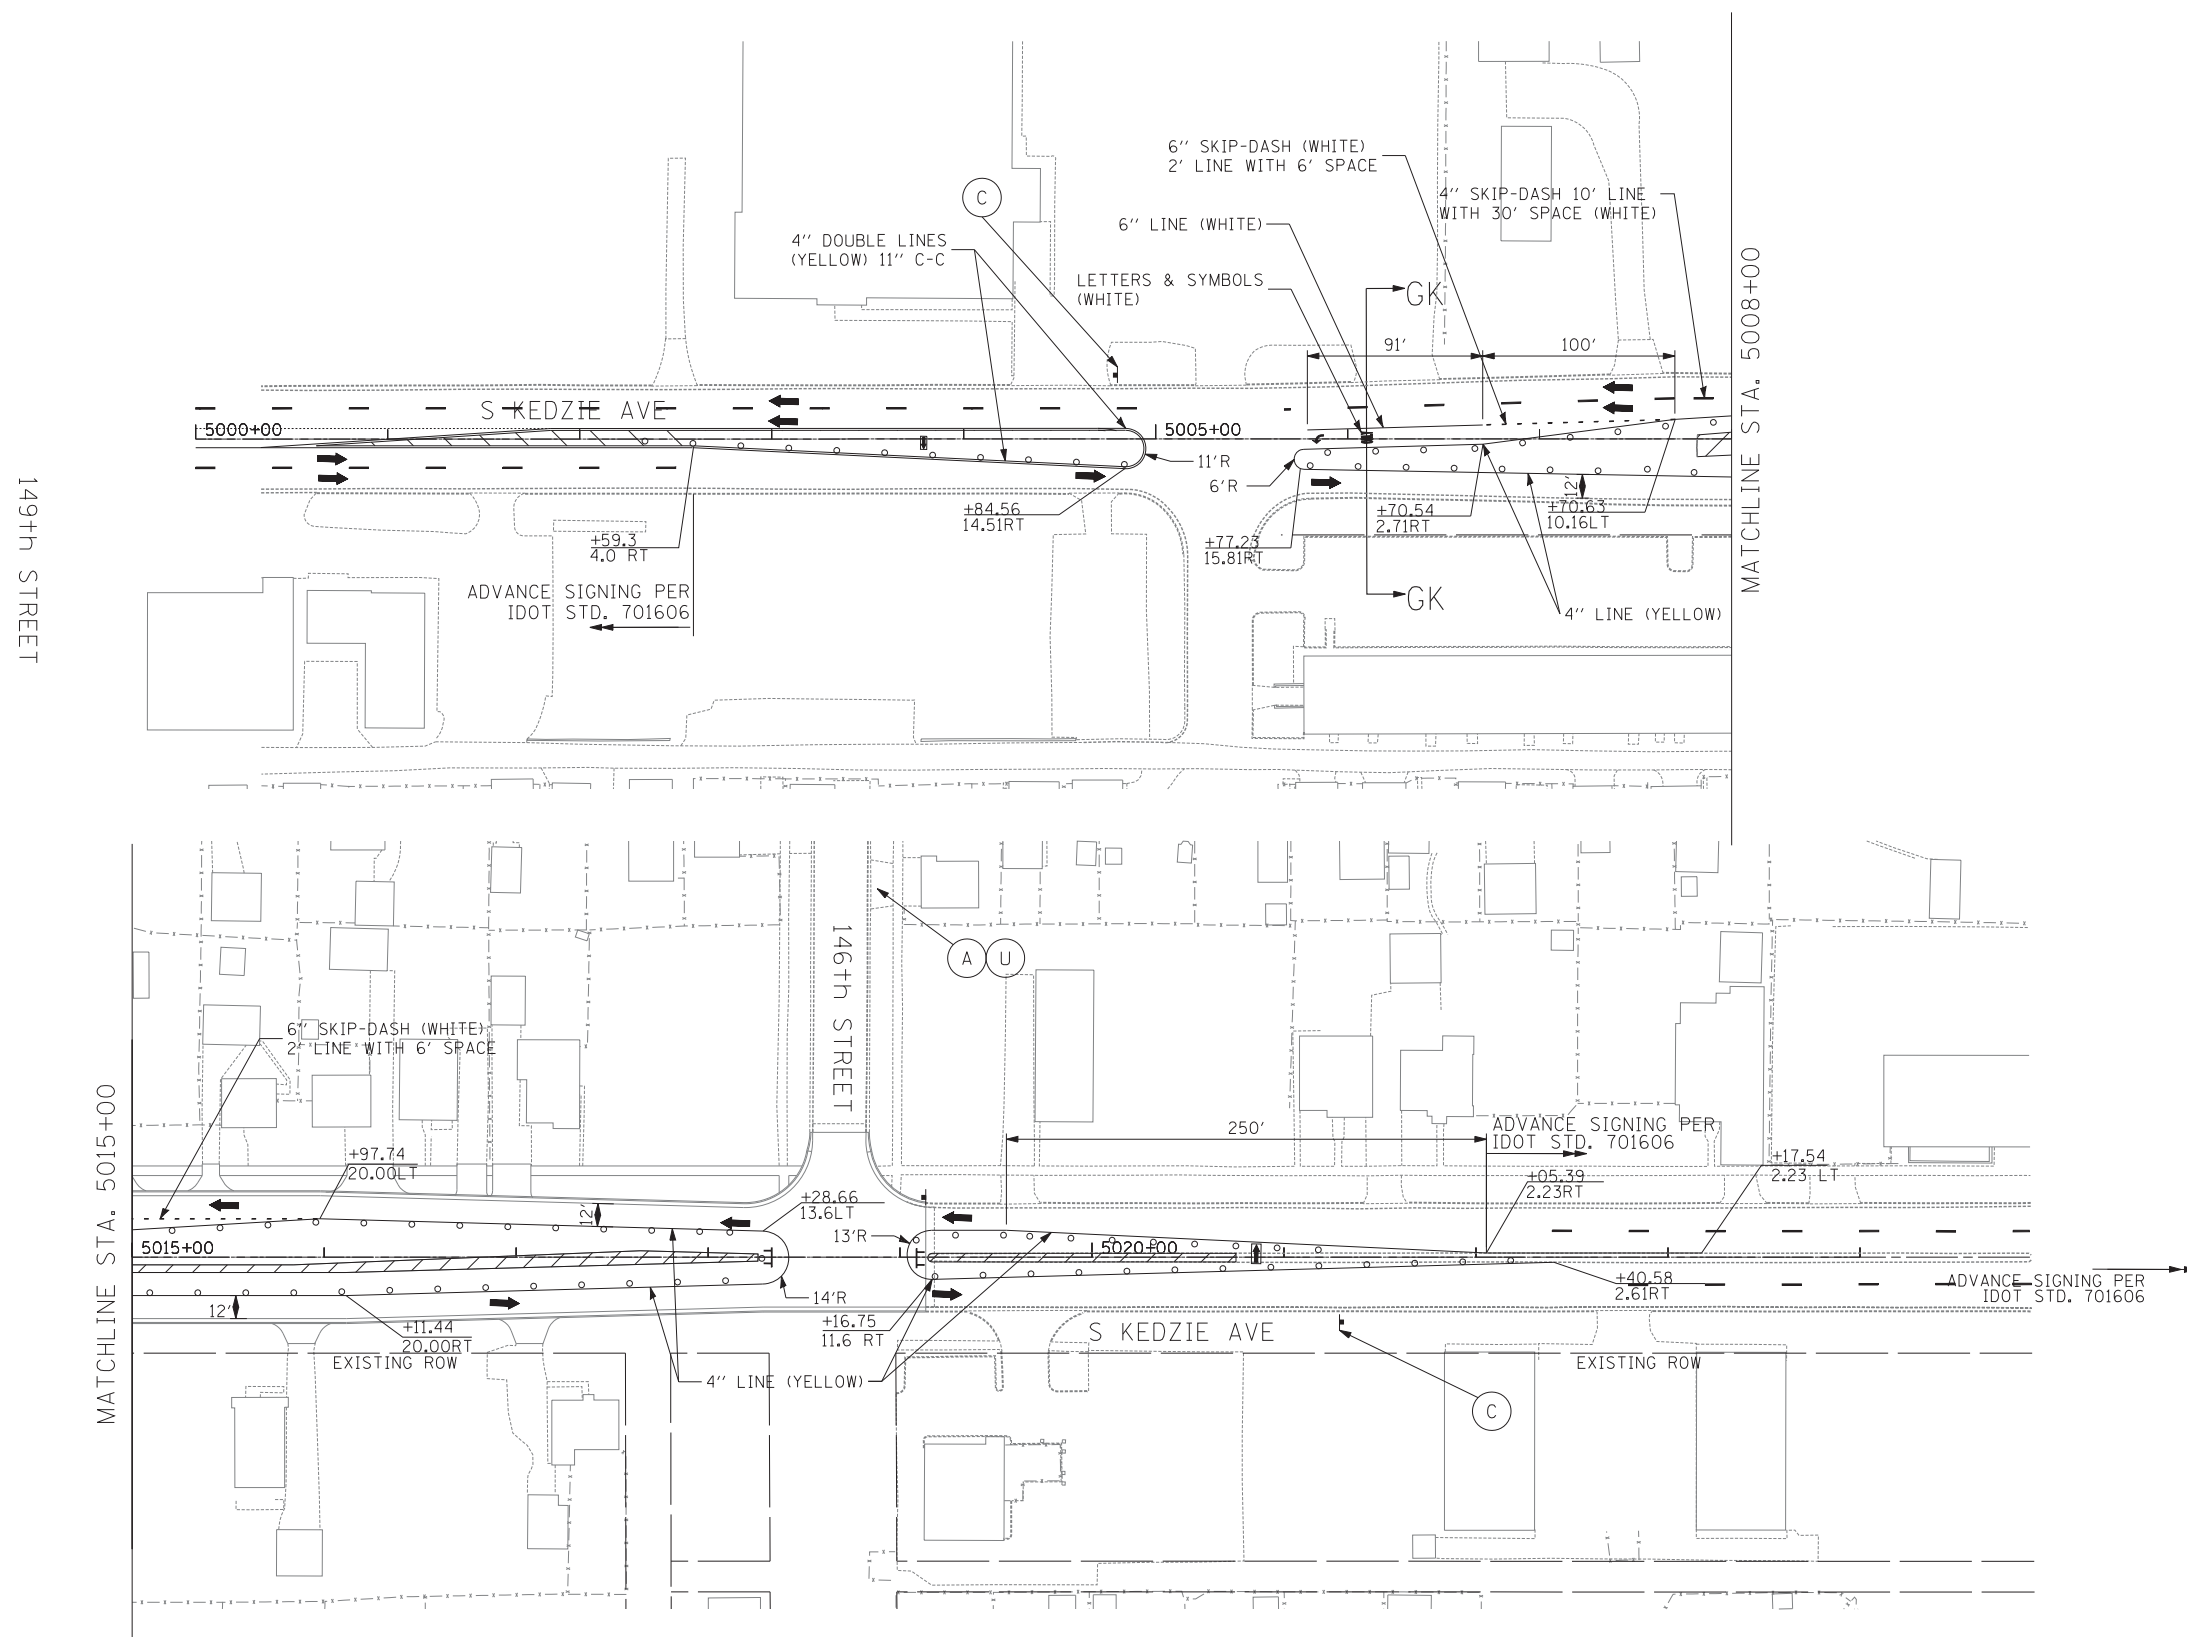 6" SKIP-DASH (WHITE)
2' LINE WITH 6' SPACE
4" SKIP-DASH 10' LINE
WITH 30' SPACE (WHITE)
C
6" LINE (WHITE)
4" DOUBLE LINES
(YELLOW) 11" C-C
LETTERS & SYMBOLS
(WHITE)
GK
91'
100'
S KEDZIE AVE
5000+00
5005+00
11'R
6'R
12'
+84.56
14.51RT
+59.3
4.0 RT
+70.54
2.71RT
+70.63
10.16LT
+77.23
15.81RT
ADVANCE SIGNING PER
IDOT STD. 701606
GK
4" LINE (YELLOW)
149th STREET
MATCHLINE STA. 5008+00
A
U
146th STREET
6" SKIP-DASH (WHITE)
2' LINE WITH 6' SPACE
250'
ADVANCE SIGNING PER
IDOT STD. 701606
+97.74
20.00LT
+17.54
2.23 LT
+05.39
2.23RT
+28.66
13.6LT
12'
13'R
5015+00
5020+00
+40.58
2.61RT
ADVANCE SIGNING PER
IDOT STD. 701606
14'R
12'
+16.75
11.6 RT
+11.44
20.00RT
S KEDZIE AVE
EXISTING ROW
EXISTING ROW
4" LINE (YELLOW)
C
MATCHLINE STA. 5015+00